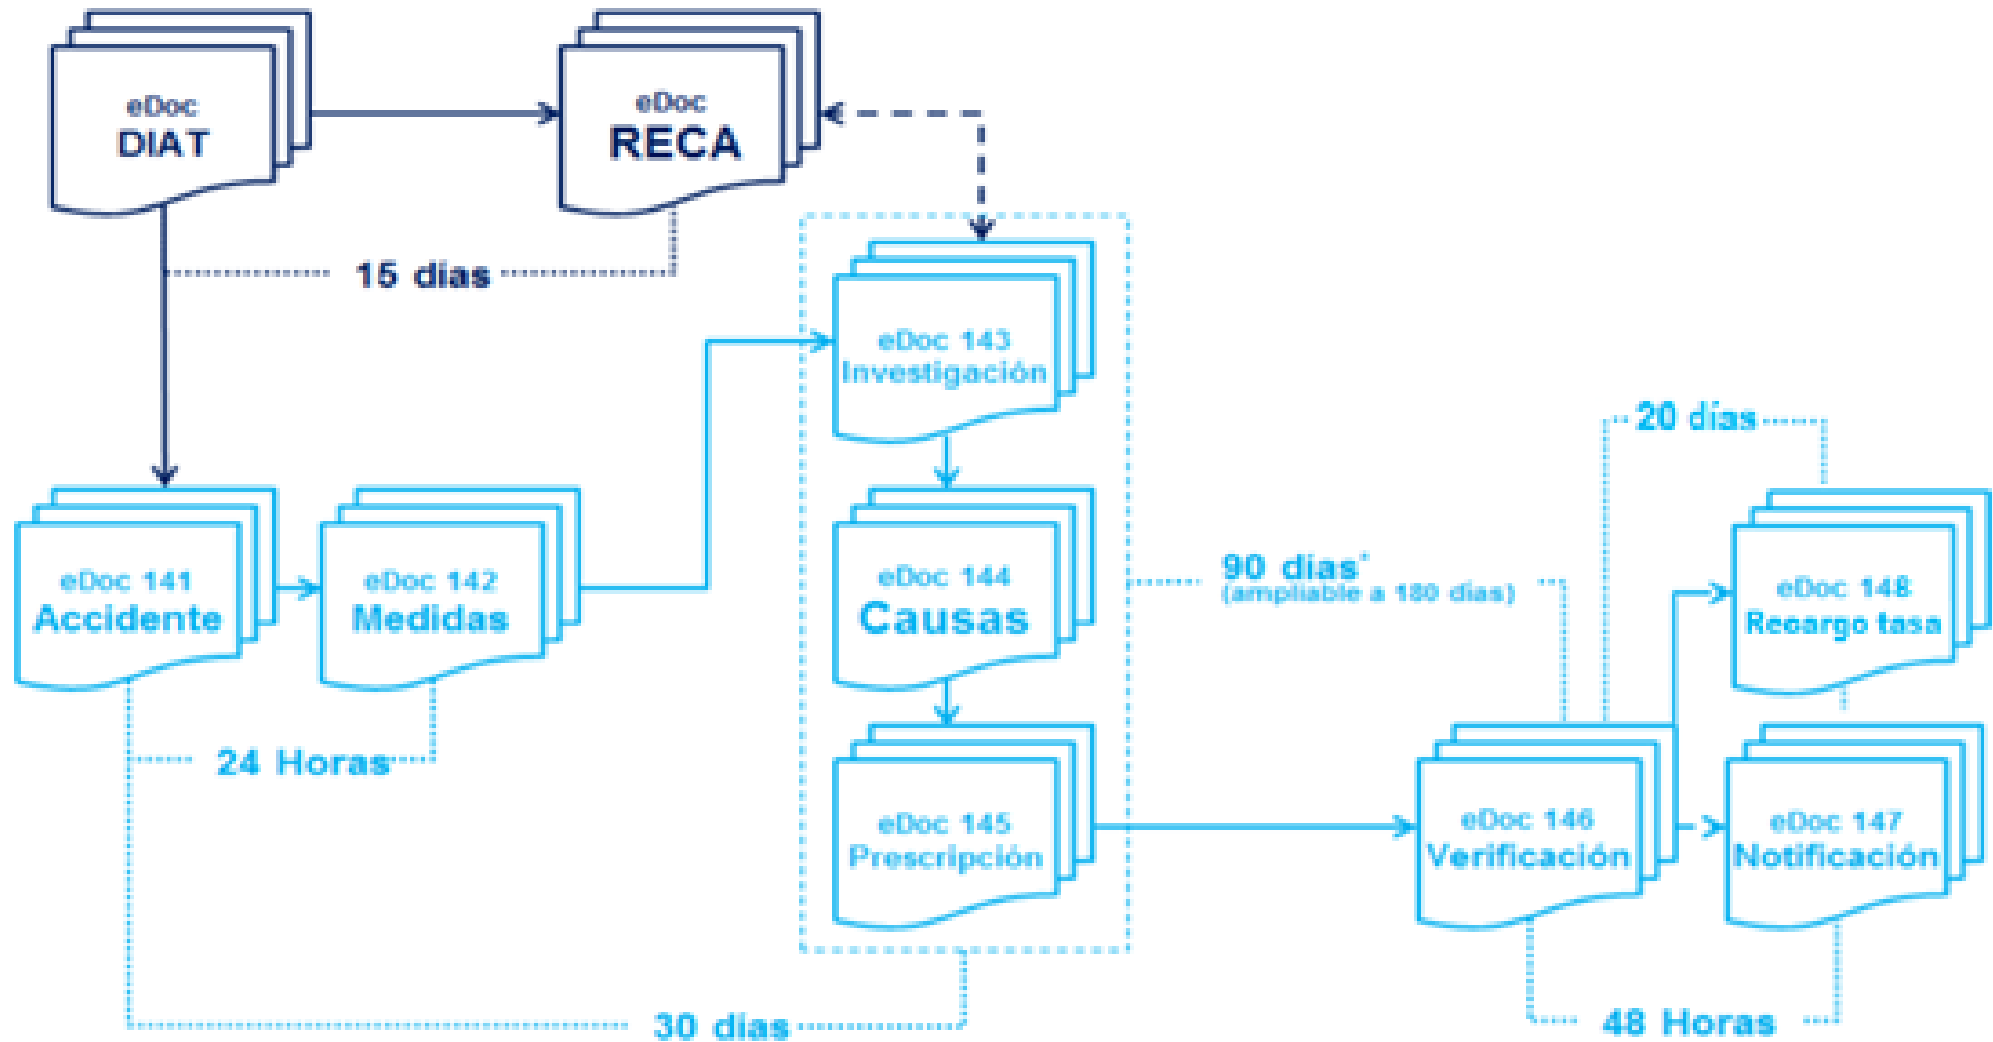 eDoc
DIAT
eDoc
RECA
15 dias
eDoc 143
Investigación
20 días
eDoc 141
Accidente
eDoc 142
Medidas
eDoc 144
Causas
90 dias*
(ampliable a 180 dias)
eDoc 148
Recargo tasa
24 Horas
eDoc 145
Prescripción
eDoc 146
Verificación
eDoc 147
Notificación
30 dias
48 Horas